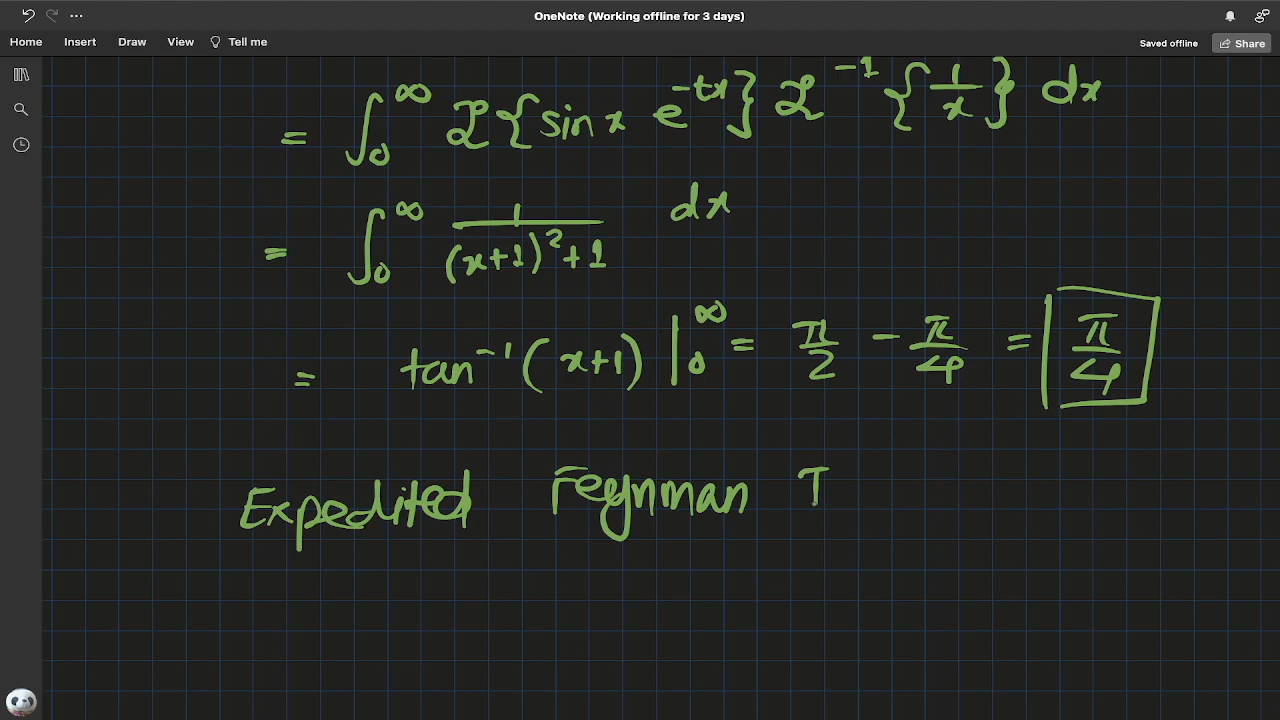 OneNote (Working offline for 3 days)
Home Insert Draw View Tell me Saved offline Share
= ∫₀^∞ ℒ{sin x e^{-tx}} ℒ^{-1}{1/x} dx
= ∫₀^∞ 1/((x+1)²+1) dx
= tan⁻¹(x+1)|₀^∞ = π/2 − π/4 = π/4
Expedited Feynman T